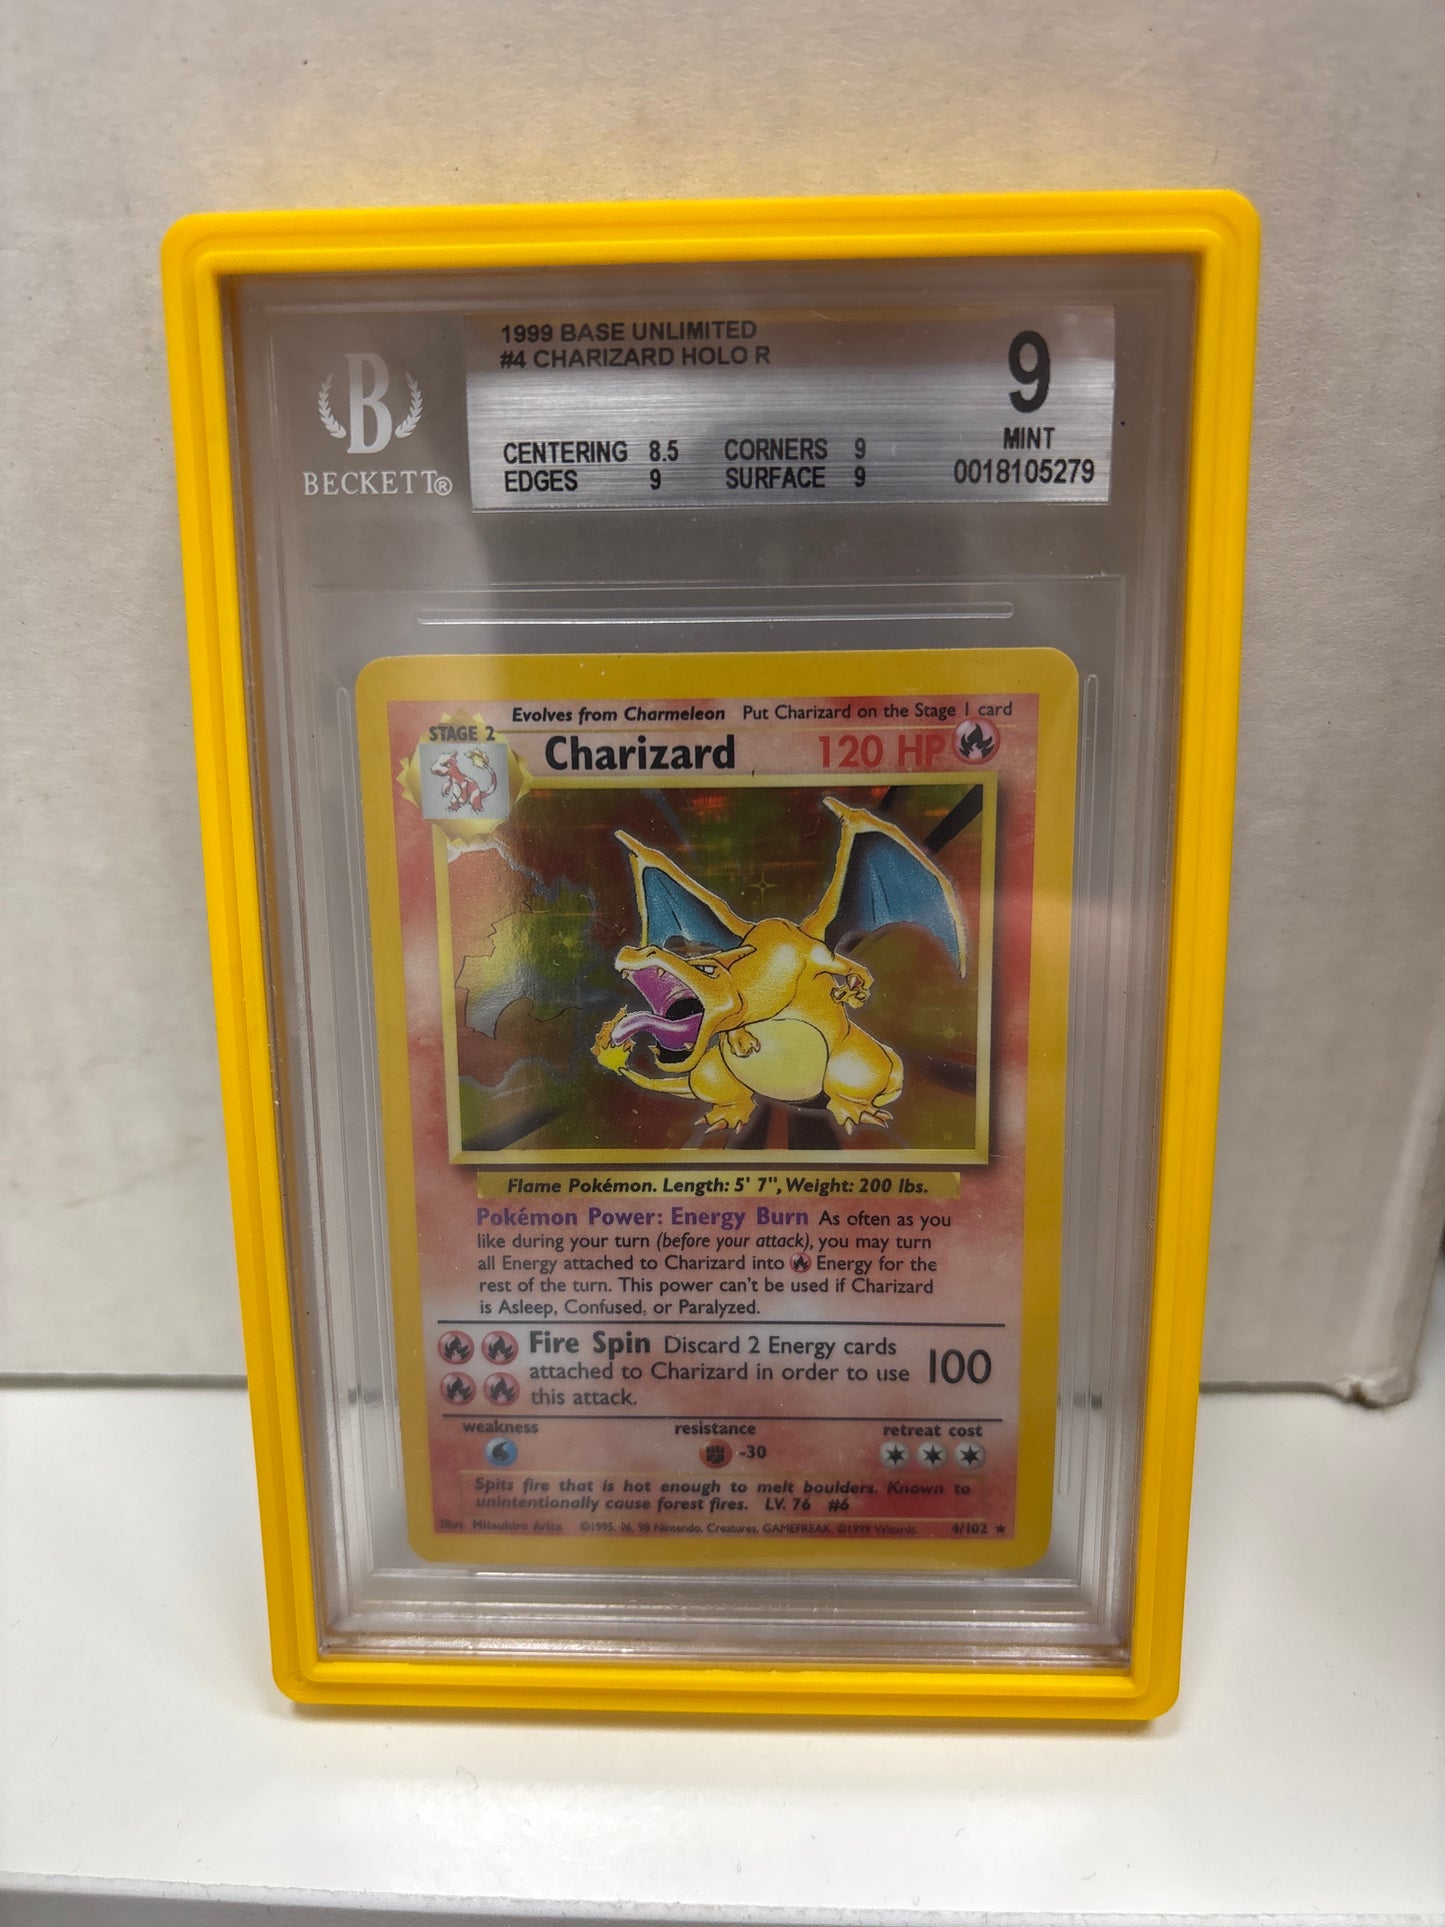 1999 BASE UNLIMITED
#4 CHARIZARD HOLO R
9
MINT
0018105279
CENTERING 8.5 CORNERS 9
EDGES 9 SURFACE 9
B
BECKETT®
Evolves from Charmeleon Put Charizard on the Stage 1 card
STAGE 2
Charizard 120 HP
Flame Pokémon. Length: 5' 7", Weight: 200 lbs.
Pokémon Power: Energy Burn As often as you
like during your turn (before your attack), you may turn
all Energy attached to Charizard into Energy for the
rest of the turn. This power can't be used if Charizard
is Asleep, Confused, or Paralyzed.
Fire Spin Discard 2 Energy cards
attached to Charizard in order to use 100
this attack.
weakness resistance retreat cost
-30
Spits fire that is hot enough to melt boulders. Known to
unintentionally cause forest fires. LV. 76 #6
Illus. Mitsuhiro Arita ©1995, 96, 98 Nintendo, Creatures, GAMEFREAK. ©1999 Wizards. 4/102 ★